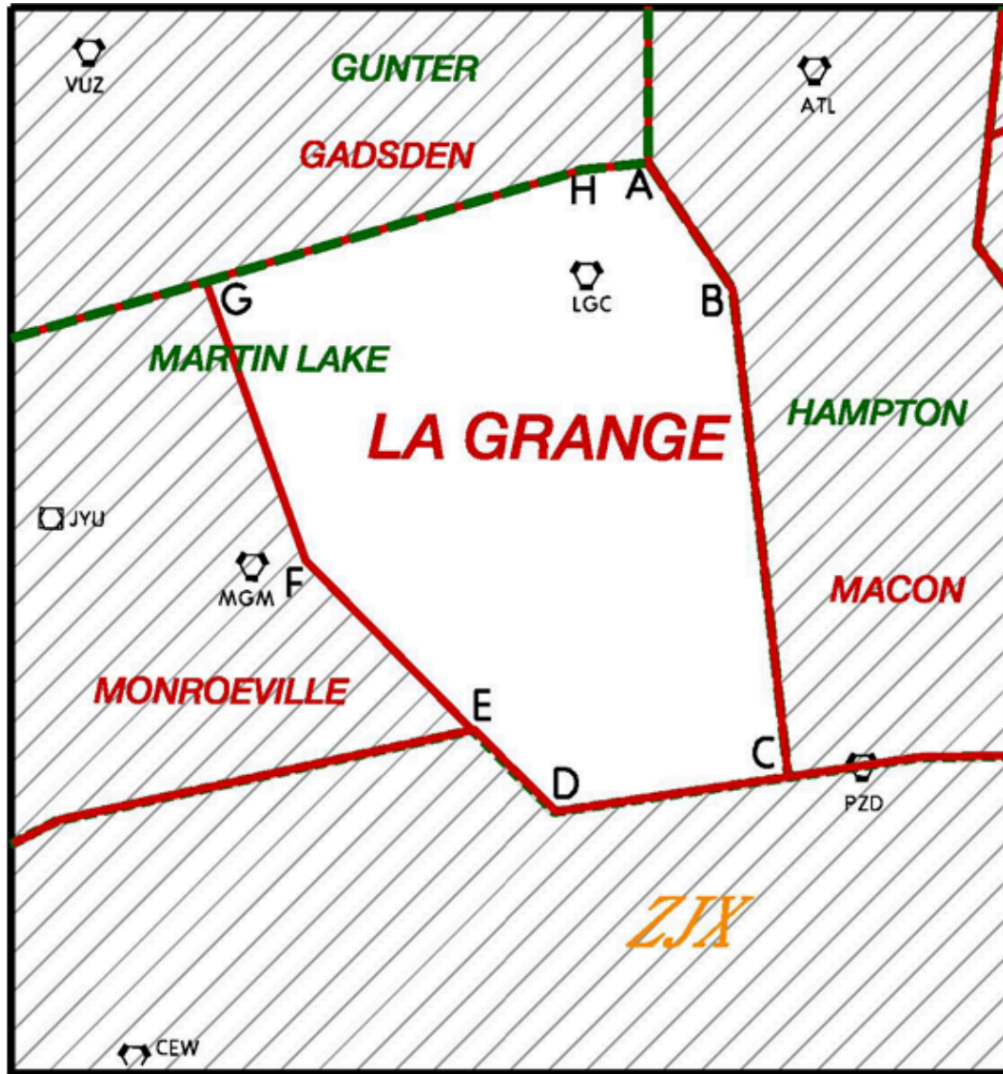 VUZ
GUNTER
ATL
GADSDEN
H
A
LGC
B
G
MARTIN LAKE
LA GRANGE
HAMPTON
JYU
MGM
F
MACON
MONROEVILLE
E
C
D
PZD
ZJX
CEW